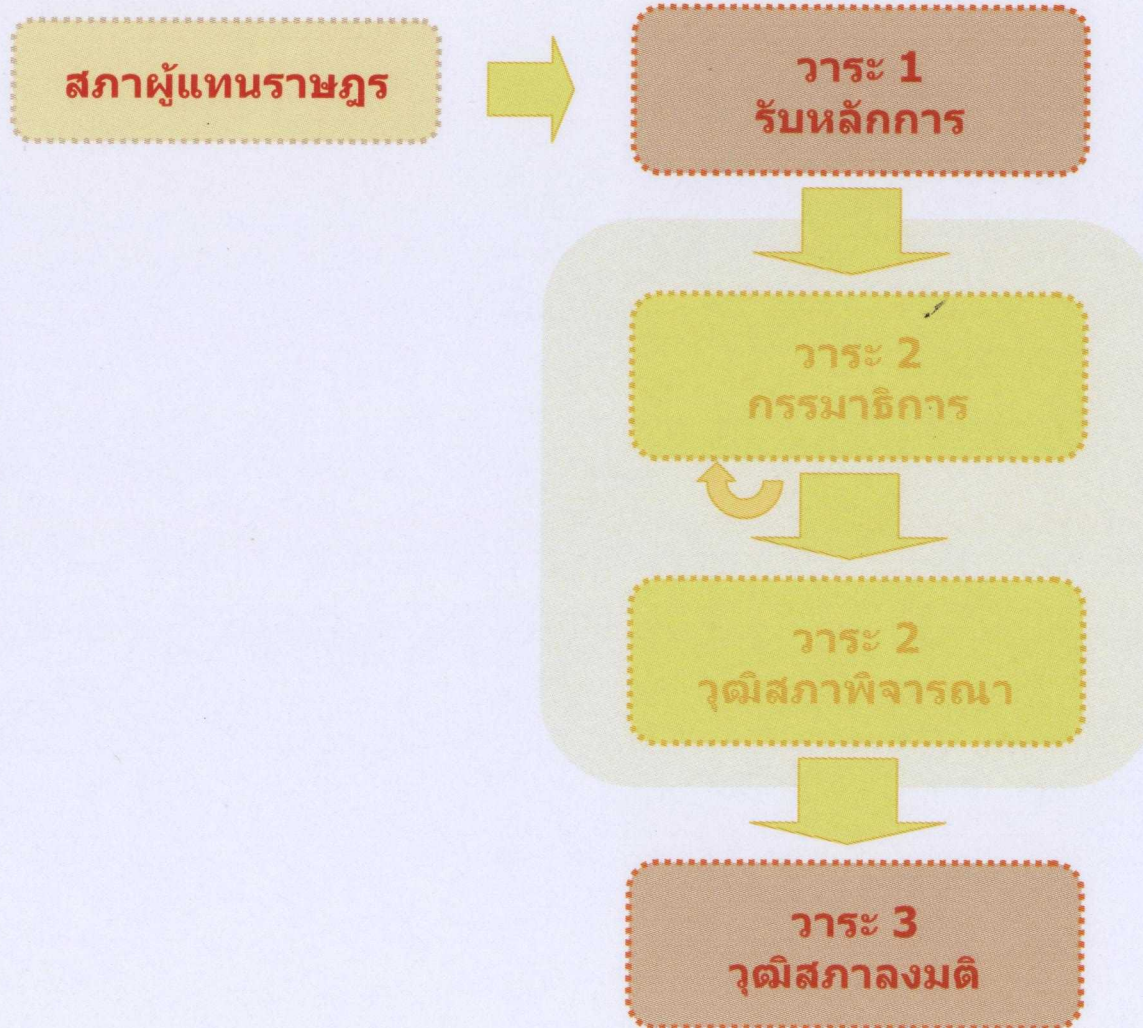 สภาผู้แทนราษฎร
วาระ 1
รับหลักการ
วาระ 2
กรรมาธิการ
วาระ 2
วุฒิสภาพิจารณา
วาระ 3
วุฒิสภาลงมติ